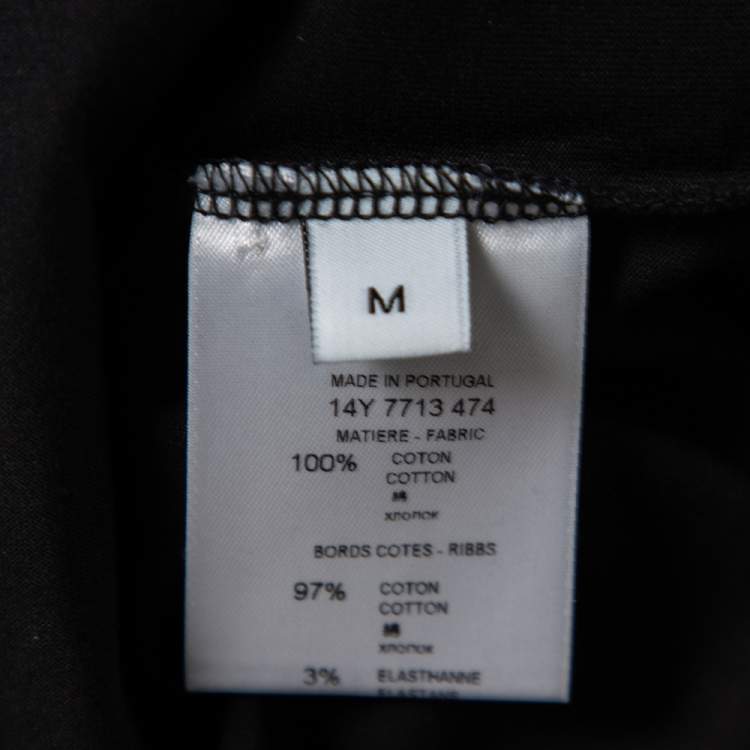 M
MADE IN PORTUGAL
14Y 7713 474
MATIERE - FABRIC
100% COTON
COTTON
хлопок
BORDS COTES - RIBBS
97% COTON
COTTON
хлопок
3% ELASTHANNE
ELASTANE